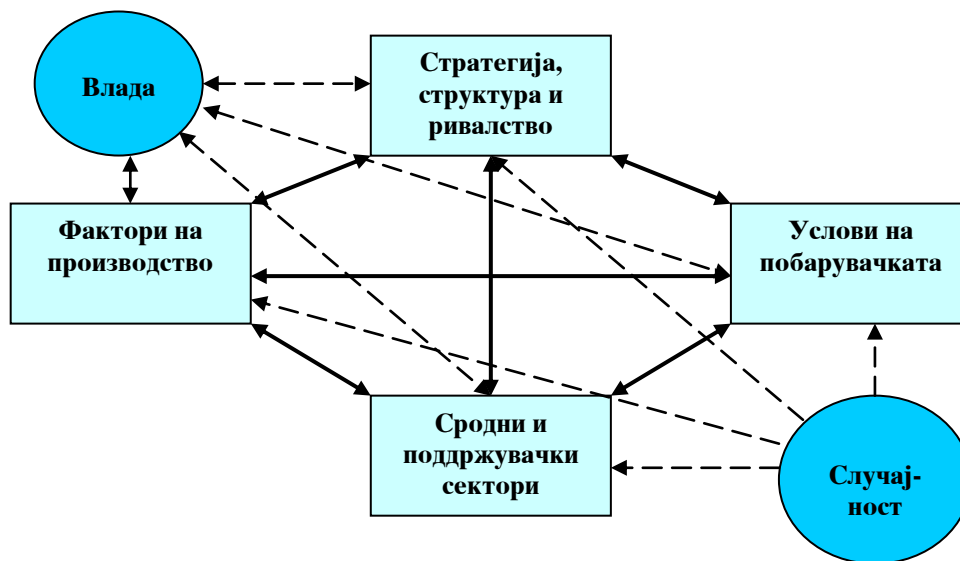 Влада
Стратегија,
структура и
ривалство
Фактори на
производство
Услови на
побарувачката
Сродни и
поддржувачки
сектори
Случај-
ност